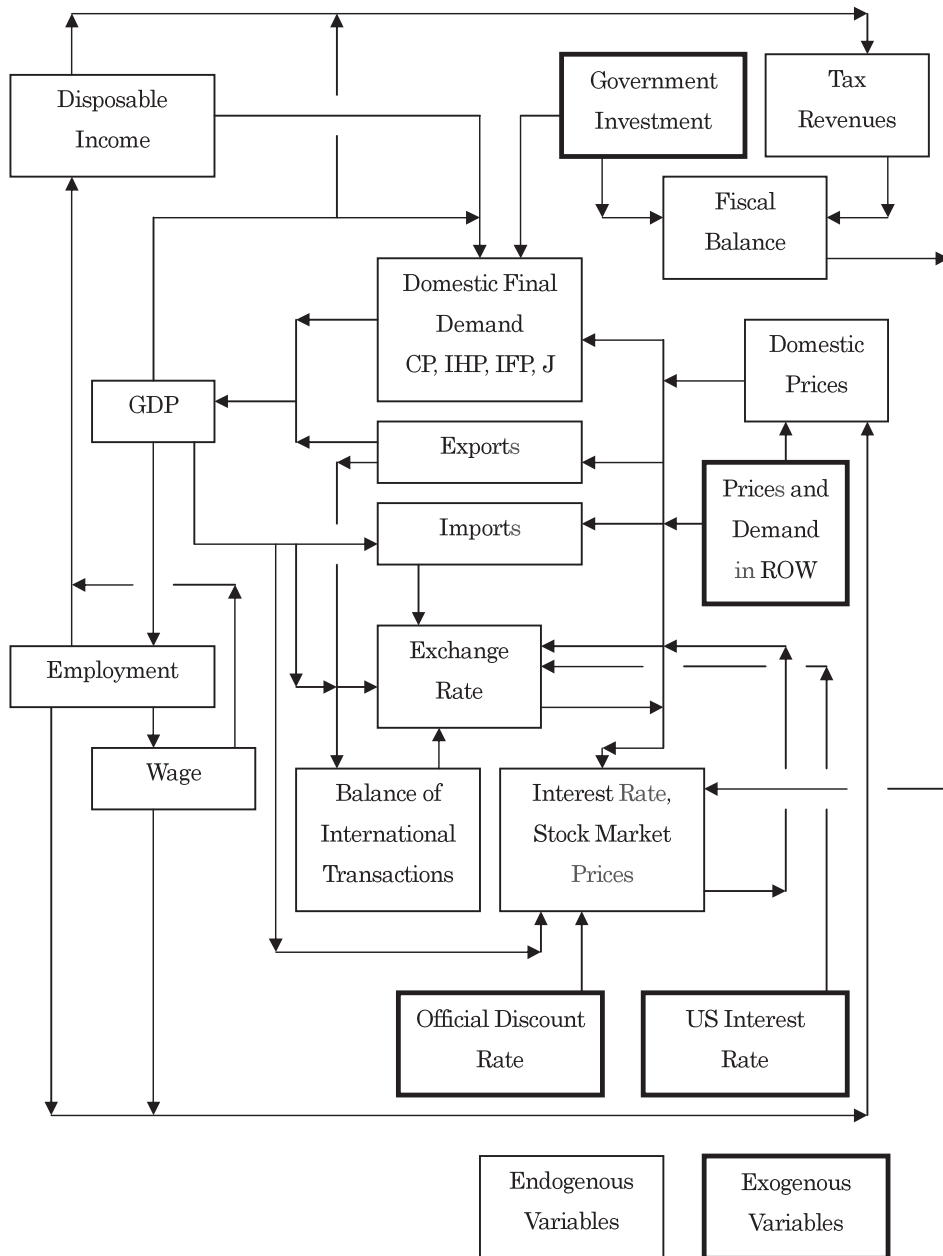 Disposable
Income
Government
Investment
Tax
Revenues
Fiscal
Balance
Domestic Final
Demand
CP, IHP, IFP, J
Domestic
Prices
GDP
Exports
Imports
Prices and
Demand
in ROW
Exchange
Rate
Employment
Wage
Balance of
International
Transactions
Interest Rate,
Stock Market
Prices
Official Discount
Rate
US Interest
Rate
Endogenous
Variables
Exogenous
Variables